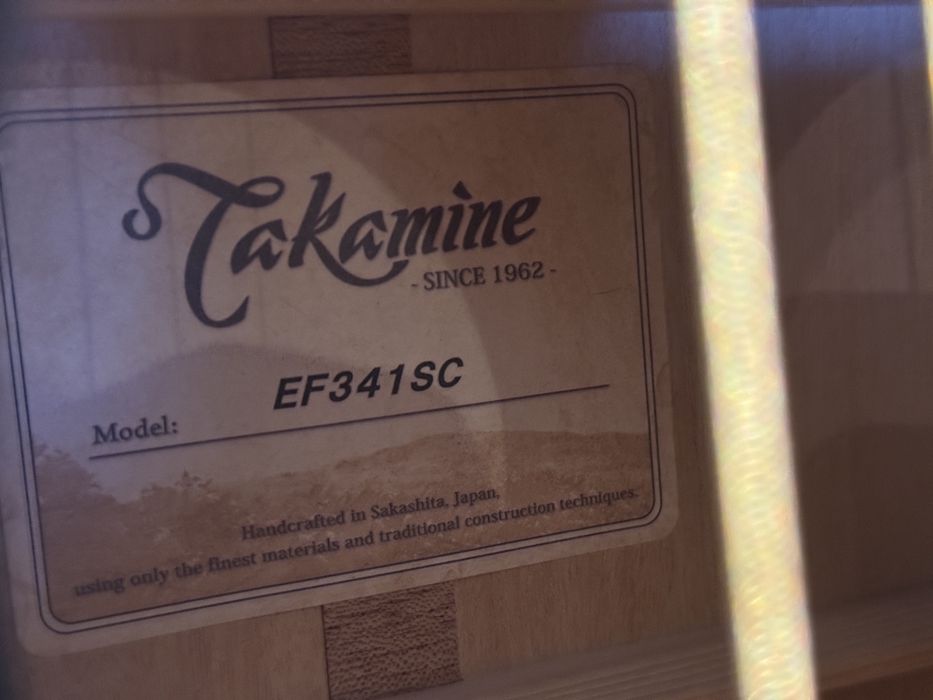 Takamine
- SINCE 1962 -
Model: EF341SC
Handcrafted in Sakashita, Japan,
using only the finest materials and traditional construction techniques.